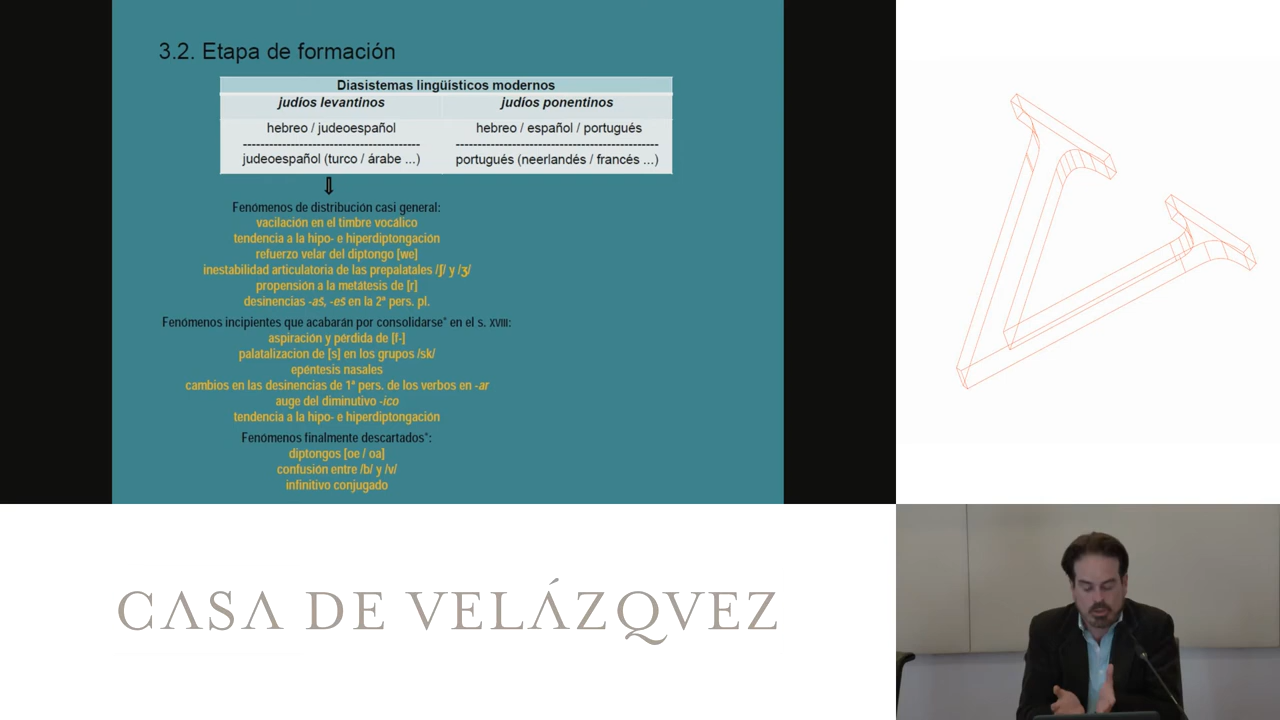 3.2. Etapa de formación
Diasistemas lingüísticos modernos
judíos levantinos judíos ponentinos
hebreo / judeoespañol hebreo / español / portugués
judeoespañol (turco / árabe ...) portugués (neerlandés / francés ...)
Fenómenos de distribución casi general:
vacilación en el timbre vocálico
tendencia a la hipo- e hiperdiptongación
refuerzo velar del diptongo [we]
inestabilidad articulatoria de las prepalatales /ʃ/ y /ʒ/
propensión a la metátesis de [r]
desinencias -aš, -eš en la 2ª pers. pl.
Fenómenos incipientes que acabarán por consolidarse* en el s. XVIII:
aspiración y pérdida de [f-]
palatalizacion de [s] en los grupos /sk/
epéntesis nasales
cambios en las desinencias de 1ª pers. de los verbos en -ar
auge del diminutivo -ico
tendencia a la hipo- e hiperdiptongación
Fenómenos finalmente descartados*:
diptongos [oe / oa]
confusión entre /b/ y /v/
infinitivo conjugado
CASA DE VELÁZQVEZ